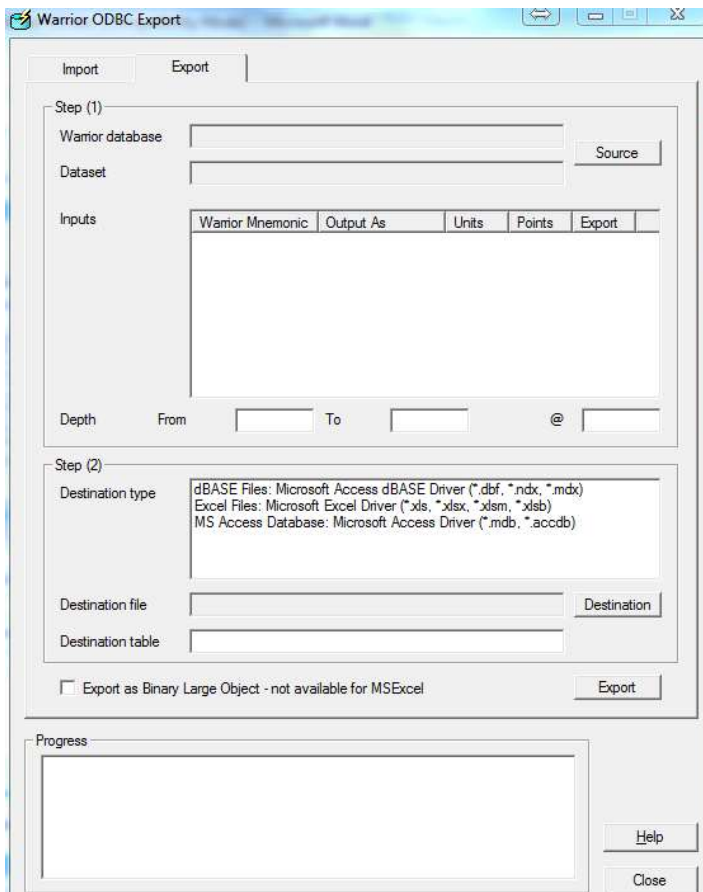 Warrior ODBC Export
Import Export
Step (1)
Warrior database
Source
Dataset
Inputs
Warrior Mnemonic Output As Units Points Export
Depth From To @
Step (2)
Destination type
dBASE Files: Microsoft Access dBASE Driver (*.dbf, *.ndx, *.mdx)
Excel Files: Microsoft Excel Driver (*.xls, *.xlsx, *.xlsm, *.xlsb)
MS Access Database: Microsoft Access Driver (*.mdb, *.accdb)
Destination file
Destination
Destination table
Export as Binary Large Object - not available for MSExcel
Export
Progress
Help
Close